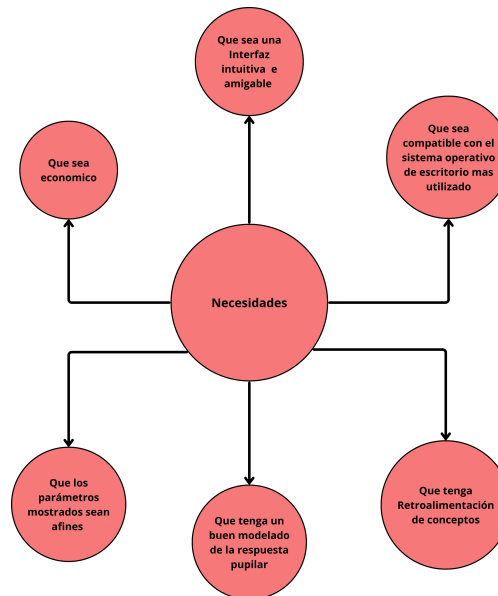 Que sea una
Interfaz
intuitiva e
amigable
Que sea
economico
Que sea
compatible con el
sistema operativo
de escritorio mas
utilizado
Necesidades
Que los
parámetros
mostrados sean
afines
Que tenga un
buen modelado
de la respuesta
pupilar
Que tenga
Retroalimentación
de conceptos